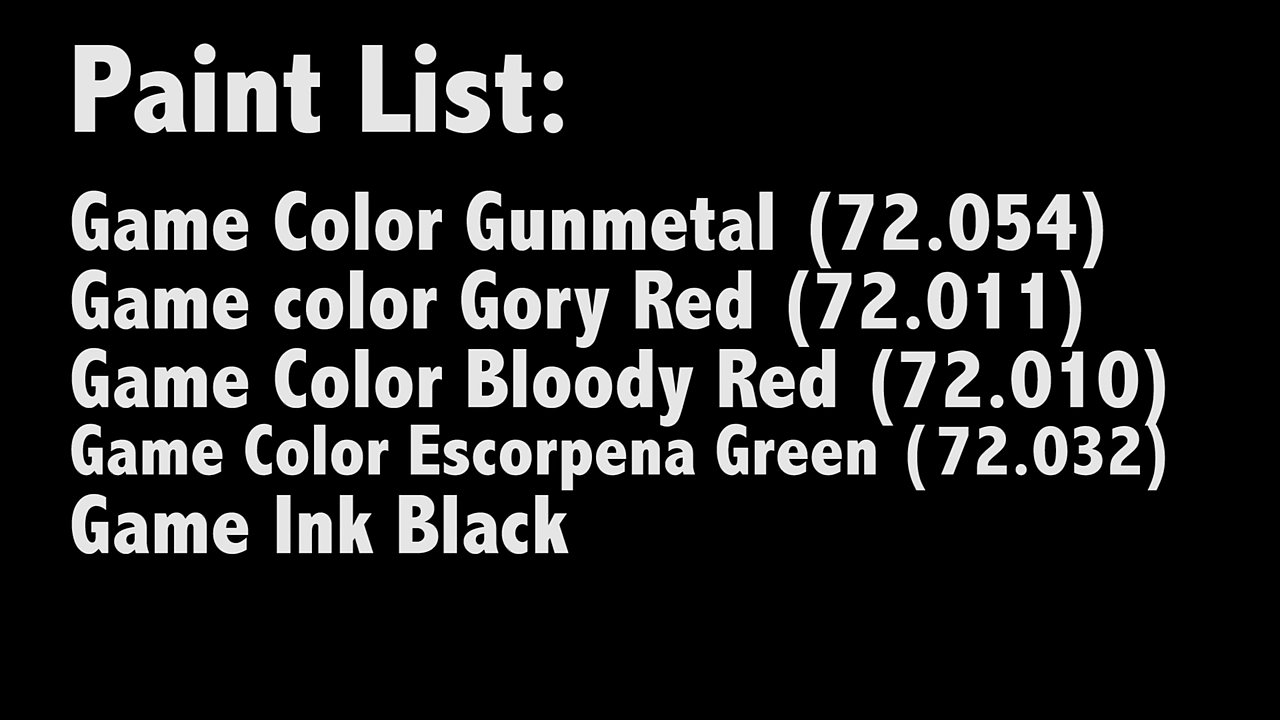 Paint List:
Game Color Gunmetal (72.054)
Game color Gory Red (72.011)
Game Color Bloody Red (72.010)
Game Color Escorpena Green (72.032)
Game Ink Black